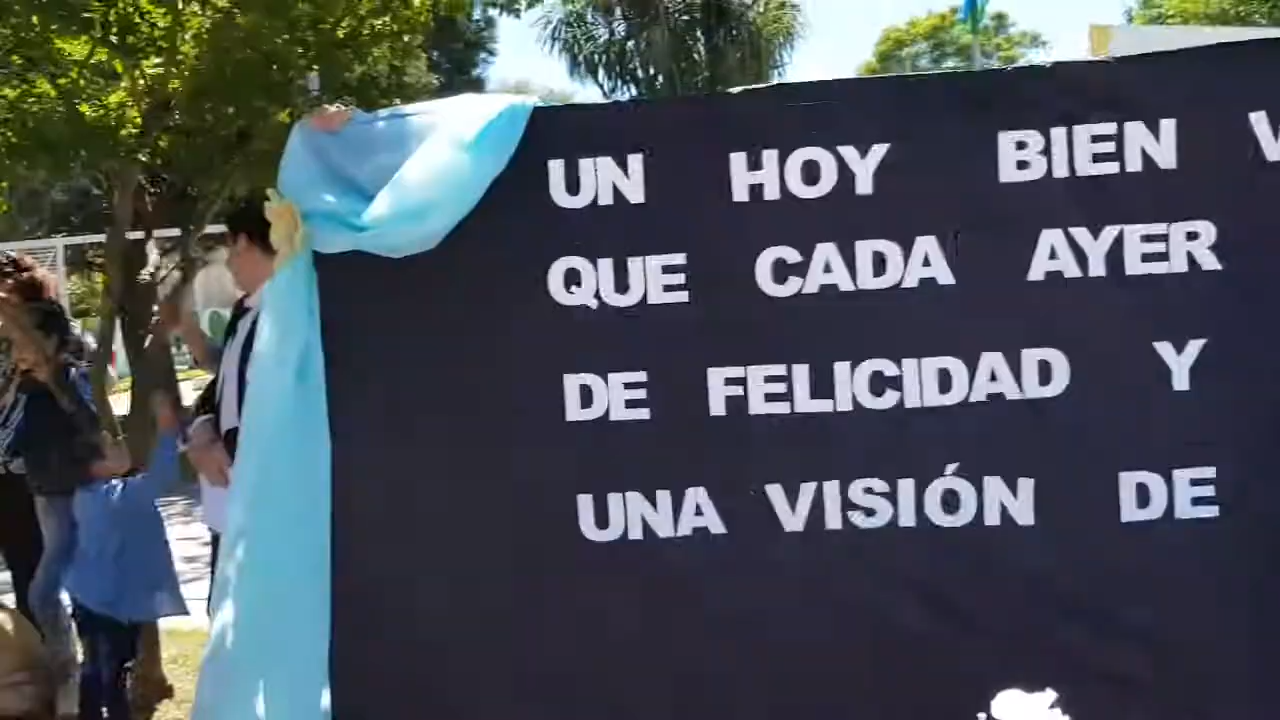 UN HOY BIEN V
QUE CADA AYER
DE FELICIDAD Y
UNA VISIÓN DE